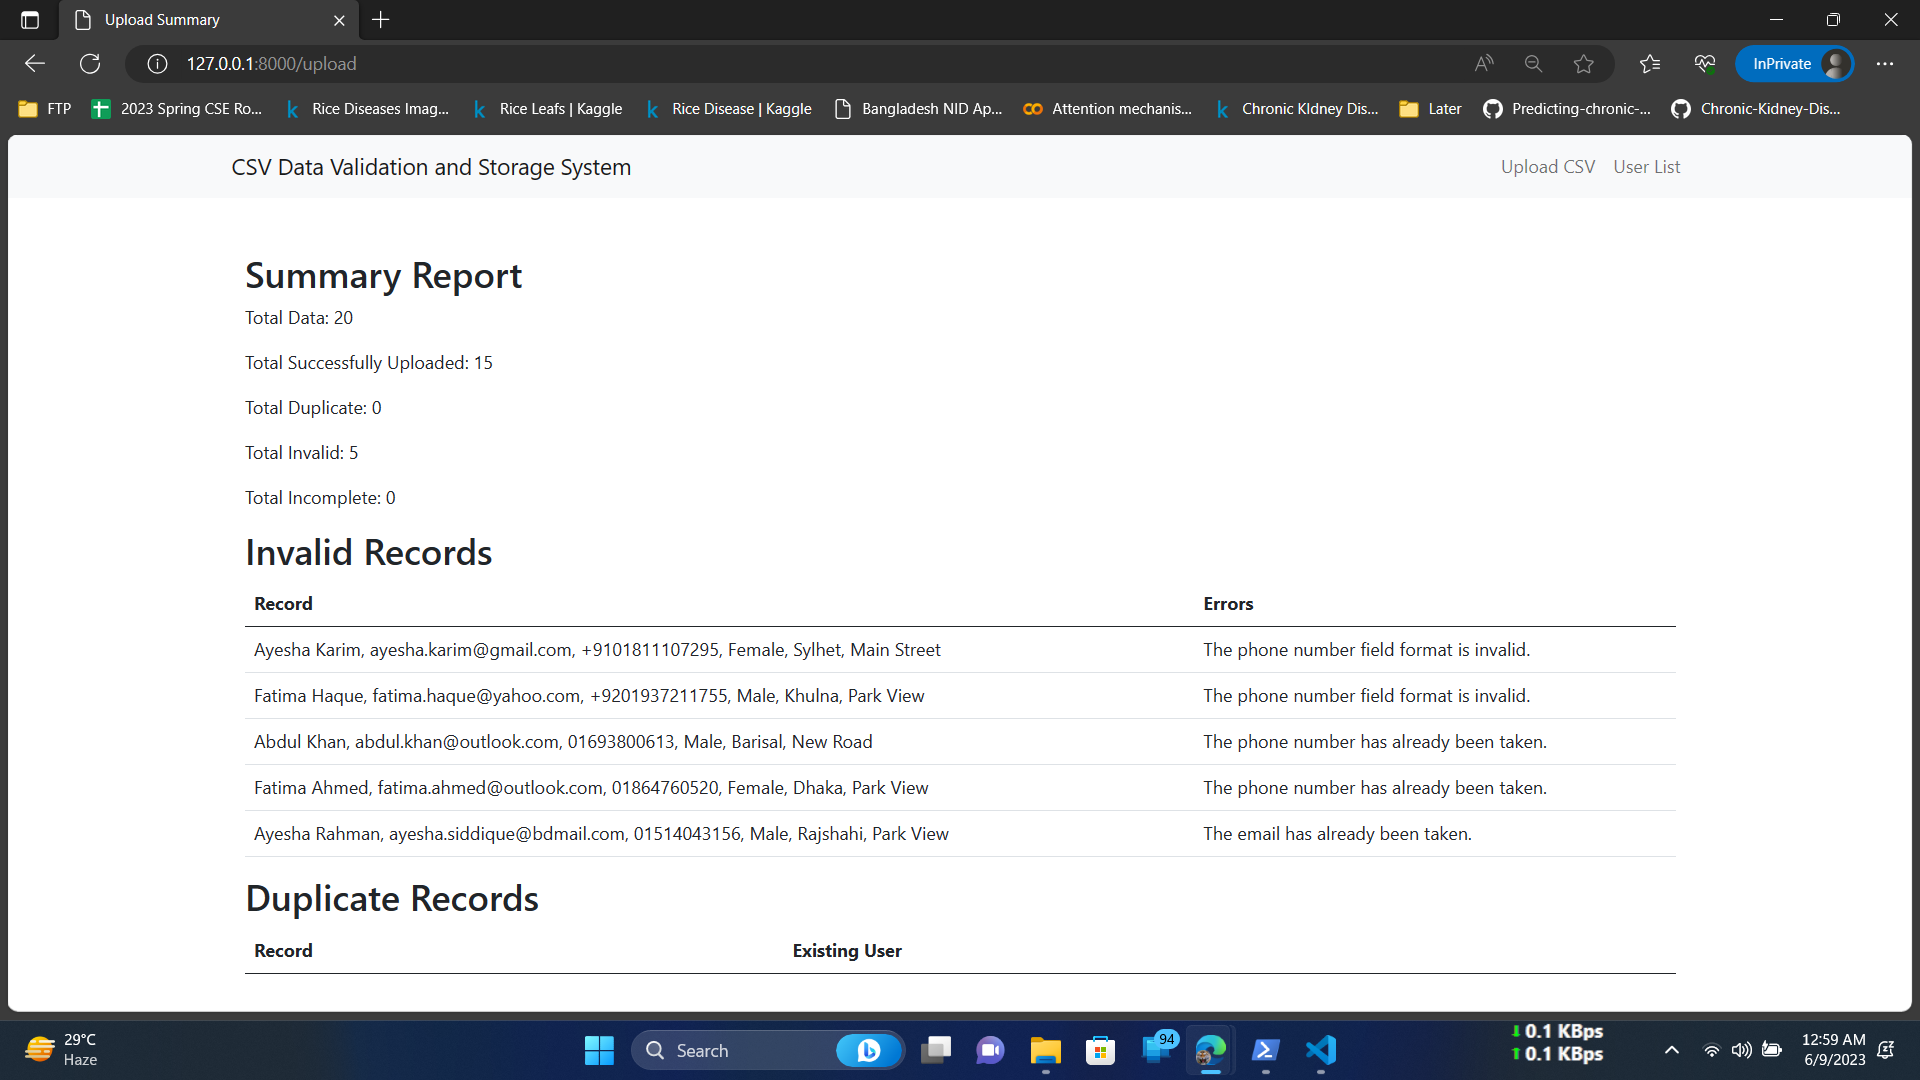 Upload Summary
127.0.0.1:8000/upload
InPrivate
FTP
2023 Spring CSE Ro...
Rice Diseases Imag...
Rice Leafs | Kaggle
Rice Disease | Kaggle
Bangladesh NID Ap...
Attention mechanis...
Chronic KIdney Dis...
Later
Predicting-chronic-...
Chronic-Kidney-Dis...
CSV Data Validation and Storage System
Upload CSV
User List
Summary Report
Total Data: 20
Total Successfully Uploaded: 15
Total Duplicate: 0
Total Invalid: 5
Total Incomplete: 0
Invalid Records
Record Errors
Ayesha Karim, ayesha.karim@gmail.com, +9101811107295, Female, Sylhet, Main Street The phone number field format is invalid.
Fatima Haque, fatima.haque@yahoo.com, +9201937211755, Male, Khulna, Park View The phone number field format is invalid.
Abdul Khan, abdul.khan@outlook.com, 01693800613, Male, Barisal, New Road The phone number has already been taken.
Fatima Ahmed, fatima.ahmed@outlook.com, 01864760520, Female, Dhaka, Park View The phone number has already been taken.
Ayesha Rahman, ayesha.siddique@bdmail.com, 01514043156, Male, Rajshahi, Park View The email has already been taken.
Duplicate Records
Record Existing User
29°C
Haze
Search
94
0.1 KBps
0.1 KBps
12:59 AM
6/9/2023